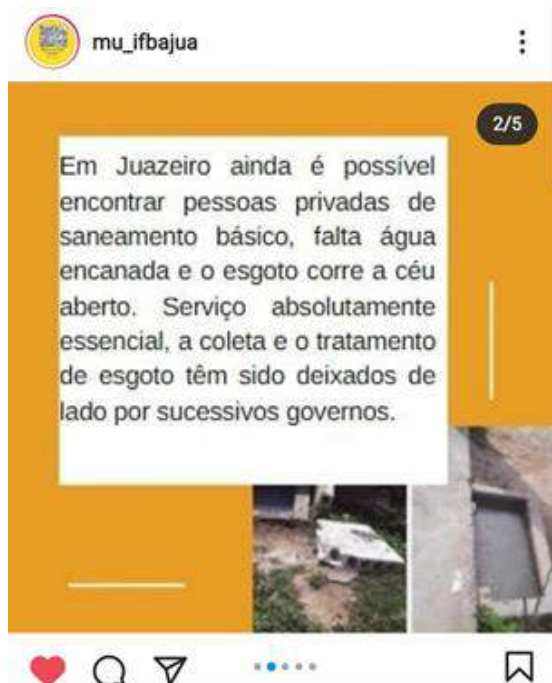 mu_ifbajua
2/5
Em Juazeiro ainda é possível
encontrar pessoas privadas de
saneamento básico, falta água
encanada e o esgoto corre a céu
aberto. Serviço absolutamente
essencial, a coleta e o tratamento
de esgoto têm sido deixados de
lado por sucessivos governos.